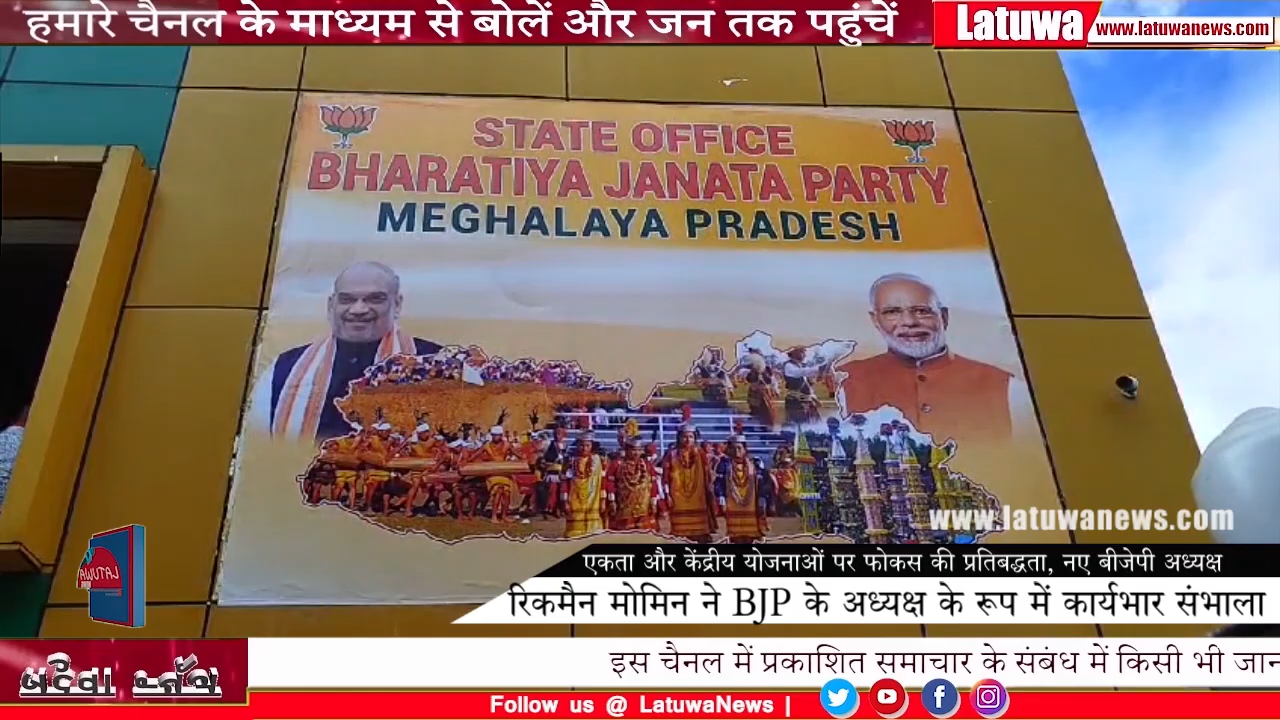 हमारे चैनल के माध्यम से बोलें और जन तक पहुंचें
Latuwa
www.latuwanews.com
STATE OFFICE
BHARATIYA JANATA PARTY
MEGHALAYA PRADESH
www.latuwanews.com
एकता और केंद्रीय योजनाओं पर फोकस की प्रतिबद्धता, नए बीजेपी अध्यक्ष
रिकमैन मोमिन ने BJP के अध्यक्ष के रूप में कार्यभार संभाला
इस चैनल में प्रकाशित समाचार के संबंध में किसी भी जान
Follow us @ LatuwaNews |